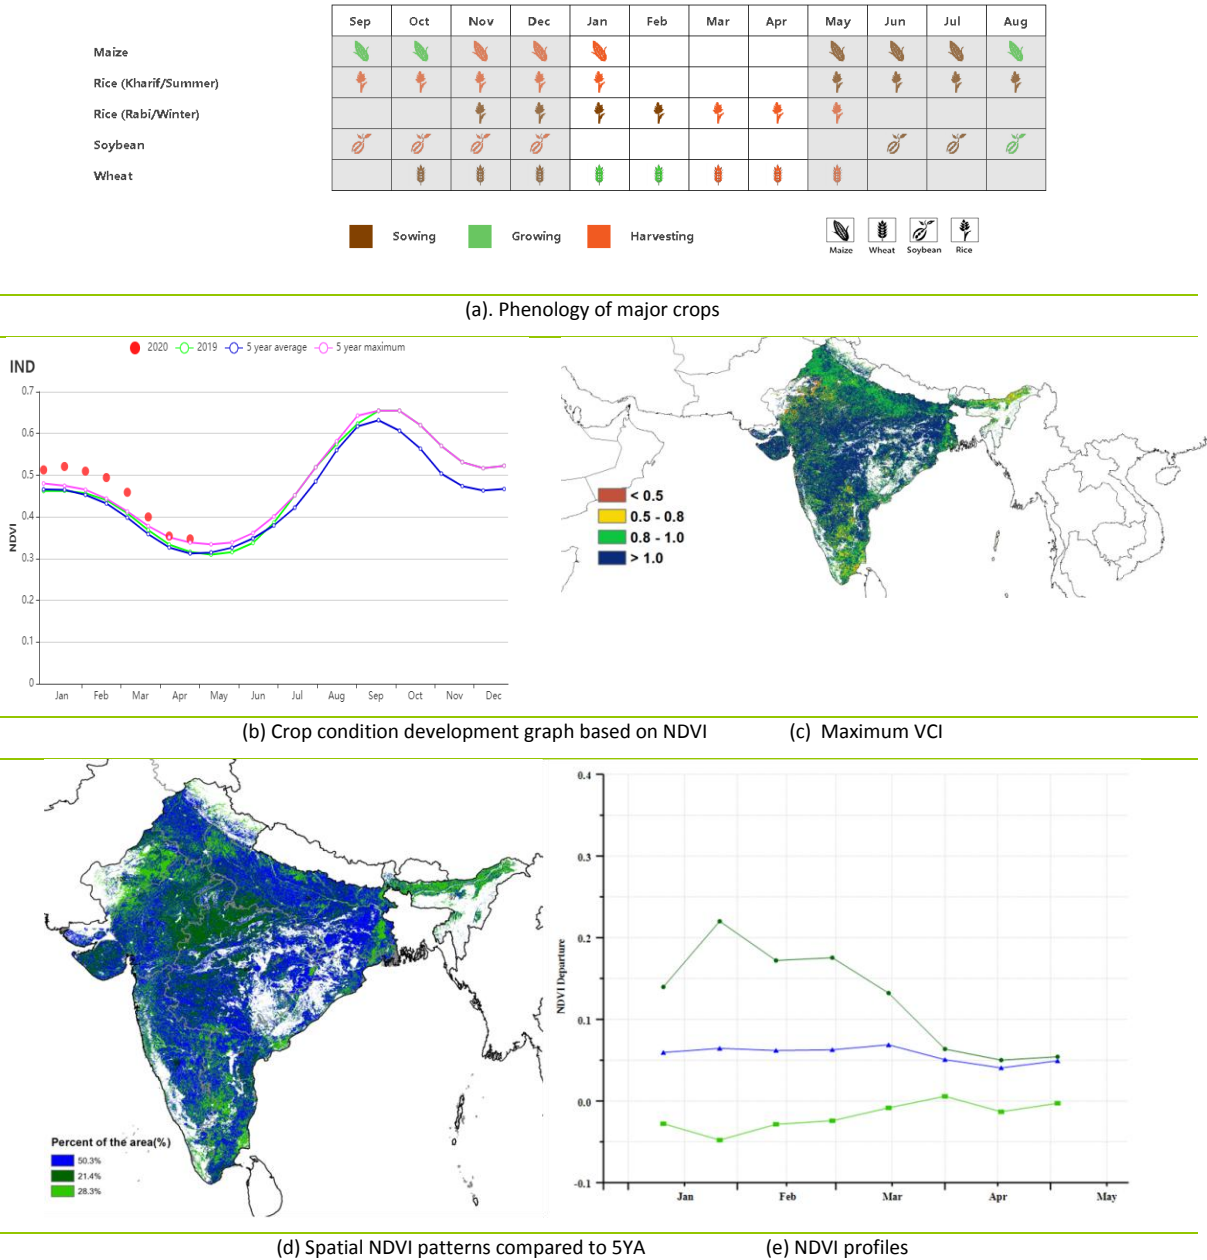 Sep Oct Nov Dec Jan Feb Mar Apr May Jun Jul Aug
Maize
Rice (Kharif/Summer)
Rice (Rabi/Winter)
Soybean
Wheat
Sowing Growing Harvesting
Maize Wheat Soybean Rice
(a). Phenology of major crops
2020 2019 5 year average 5 year maximum
IND
0.7
0.6
0.5
0.4
0.3
0.2
0.1
0
NDVI
Jan Feb Mar Apr May Jun Jul Aug Sep Oct Nov Dec
< 0.5
0.5 - 0.8
0.8 - 1.0
> 1.0
(b) Crop condition development graph based on NDVI (c) Maximum VCI
Percent of the area(%)
50.3%
21.4%
28.3%
0.4
0.3
0.2
0.1
0.0
-0.1
NDVI Departure
Jan Feb Mar Apr May
(d) Spatial NDVI patterns compared to 5YA (e) NDVI profiles